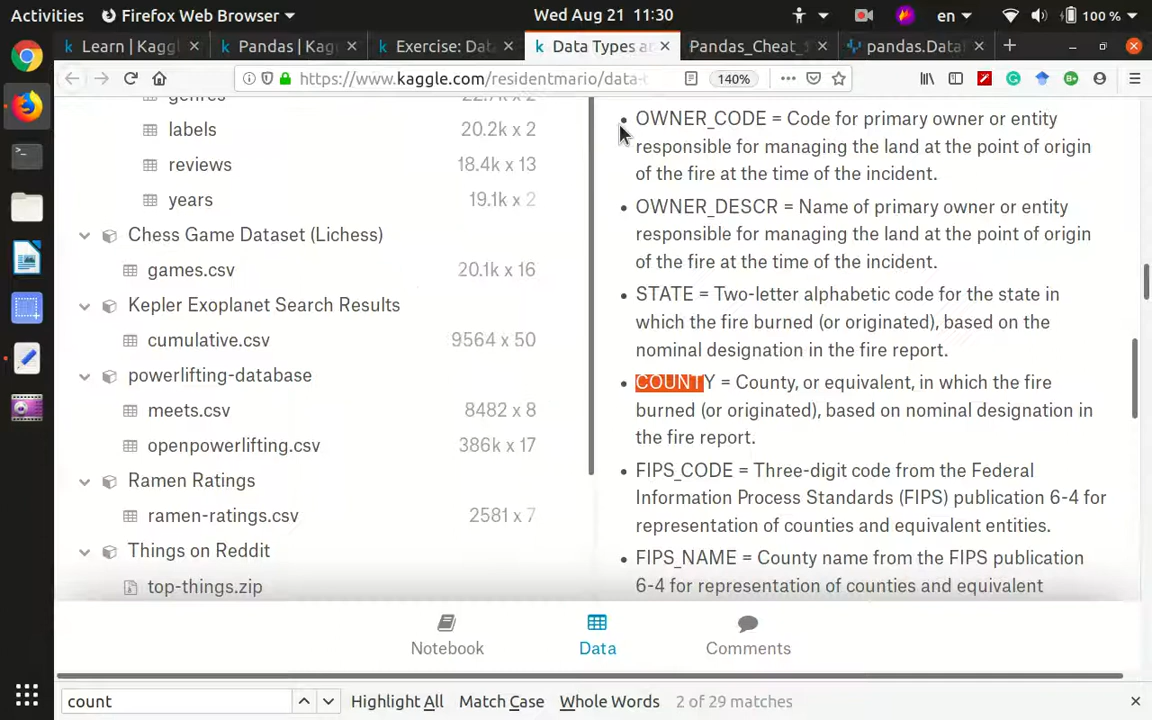 Activities
Firefox Web Browser
Wed Aug 21 11:30
en
100 %
Learn | Kaggl
Pandas | Kag
Exercise: Dat
Data Types a
Pandas_Cheat_
pandas.Data
https://www.kaggle.com/residentmario/data-t
140%
genres
22.7k x 2
labels
20.2k x 2
reviews
18.4k x 13
years
19.1k x 2
Chess Game Dataset (Lichess)
games.csv
20.1k x 16
Kepler Exoplanet Search Results
cumulative.csv
9564 x 50
powerlifting-database
meets.csv
8482 x 8
openpowerlifting.csv
386k x 17
Ramen Ratings
ramen-ratings.csv
2581 x 7
Things on Reddit
top-things.zip
OWNER_CODE = Code for primary owner or entity
responsible for managing the land at the point of origin
of the fire at the time of the incident.
OWNER_DESCR = Name of primary owner or entity
responsible for managing the land at the point of origin
of the fire at the time of the incident.
STATE = Two-letter alphabetic code for the state in
which the fire burned (or originated), based on the
nominal designation in the fire report.
COUNTY = County, or equivalent, in which the fire
burned (or originated), based on nominal designation in
the fire report.
FIPS_CODE = Three-digit code from the Federal
Information Process Standards (FIPS) publication 6-4 for
representation of counties and equivalent entities.
FIPS_NAME = County name from the FIPS publication
6-4 for representation of counties and equivalent
Notebook
Data
Comments
count
Highlight All
Match Case
Whole Words
2 of 29 matches